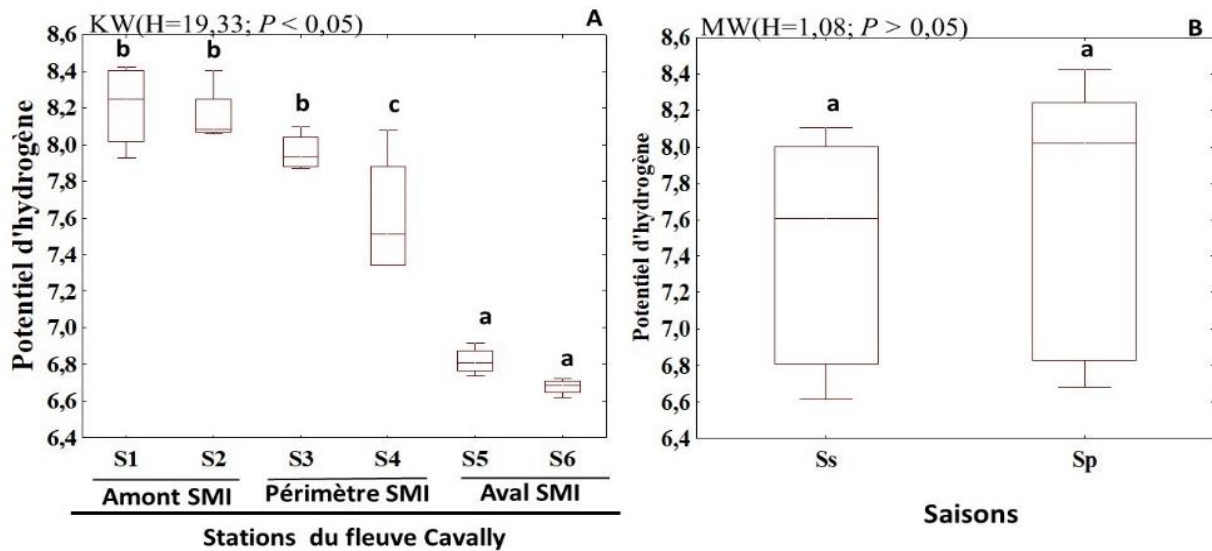 KW(H=19,33; P < 0,05)
A
8,6
8,4
8,2
8,0
7,8
7,6
7,4
7,2
7,0
6,8
6,6
6,4
Potentiel d'hydrogène
b
b
b
c
a
a
S1 S2 S3 S4 S5 S6
Amont SMI Périmètre SMI Aval SMI
Stations du fleuve Cavally
MW(H=1,08; P > 0,05)
B
8,6
8,4
8,2
8,0
7,8
7,6
7,4
7,2
7,0
6,8
6,6
6,4
Potentiel d'hydrogène
a
a
Ss Sp
Saisons